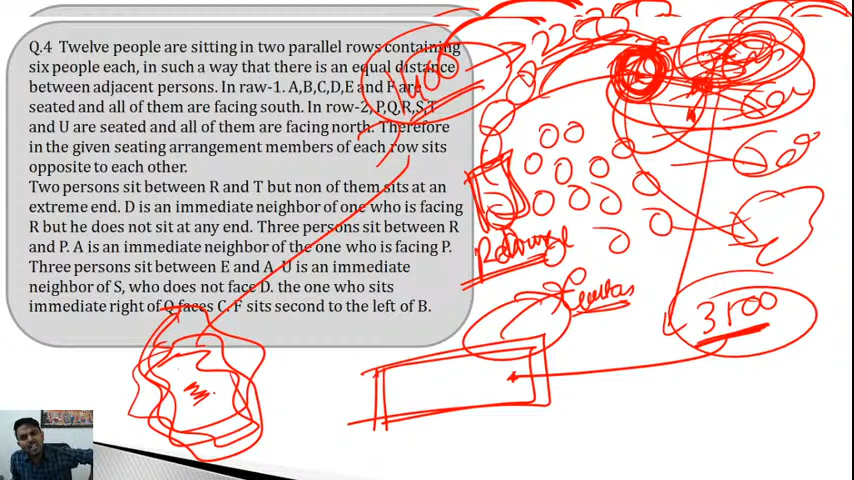 Q.4 Twelve people are sitting in two parallel rows containing
six people each, in such a way that there is an equal distance
between adjacent persons. In raw-1. A,B,C,D,E and F are
seated and all of them are facing south. In row-2, P,Q,R,S,T
and U are seated and all of them are facing north. Therefore
in the given seating arrangement members of each row sits
opposite to each other.
Two persons sit between R and T but non of them sits at an
extreme end. D is an immediate neighbor of one who is facing
R but he does not sit at any end. Three persons sit between R
and P. A is an immediate neighbor of the one who is facing P.
Three persons sit between E and A. U is an immediate
neighbor of S, who does not face D. the one who sits
immediate right of Q faces C. F sits second to the left of B.
1400
600
3100